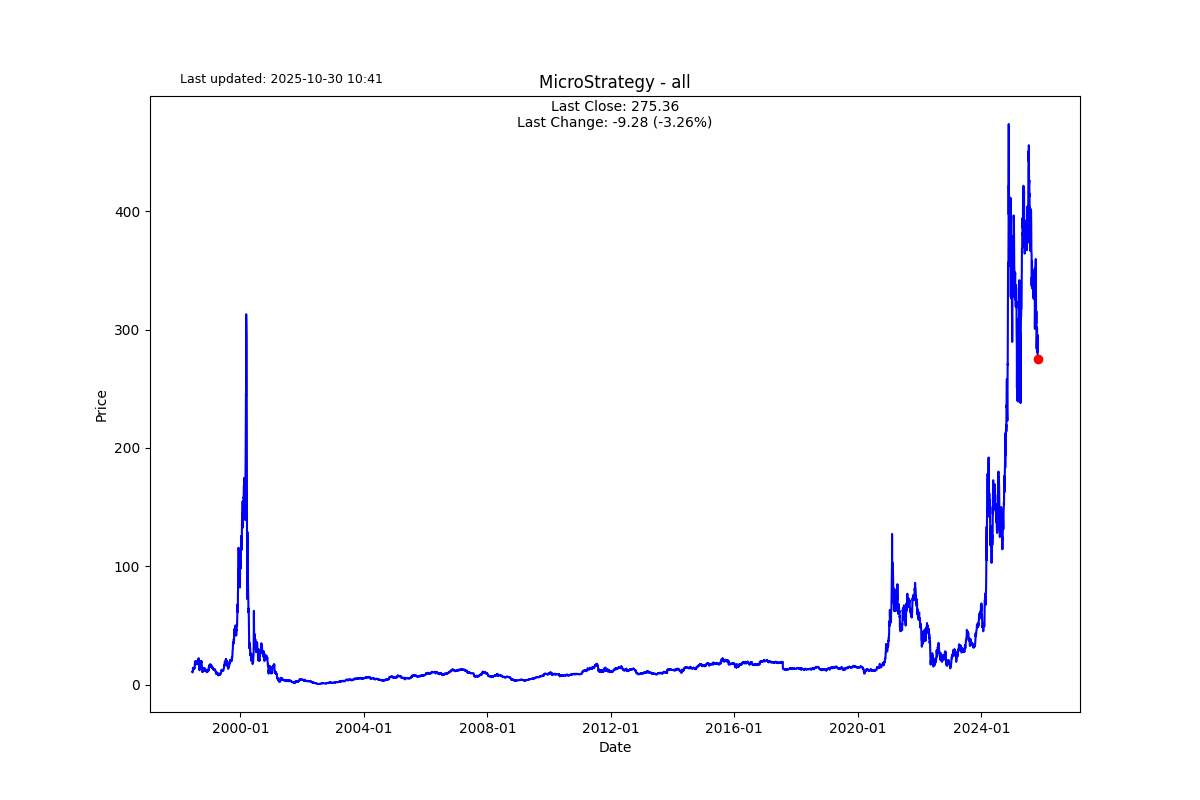 Last updated: 2025-10-30 10:41
MicroStrategy - all
Last Close: 275.36
Last Change: -9.28 (-3.26%)
400
300
200
100
0
Price
2000-01
2004-01
2008-01
2012-01
2016-01
2020-01
2024-01
Date